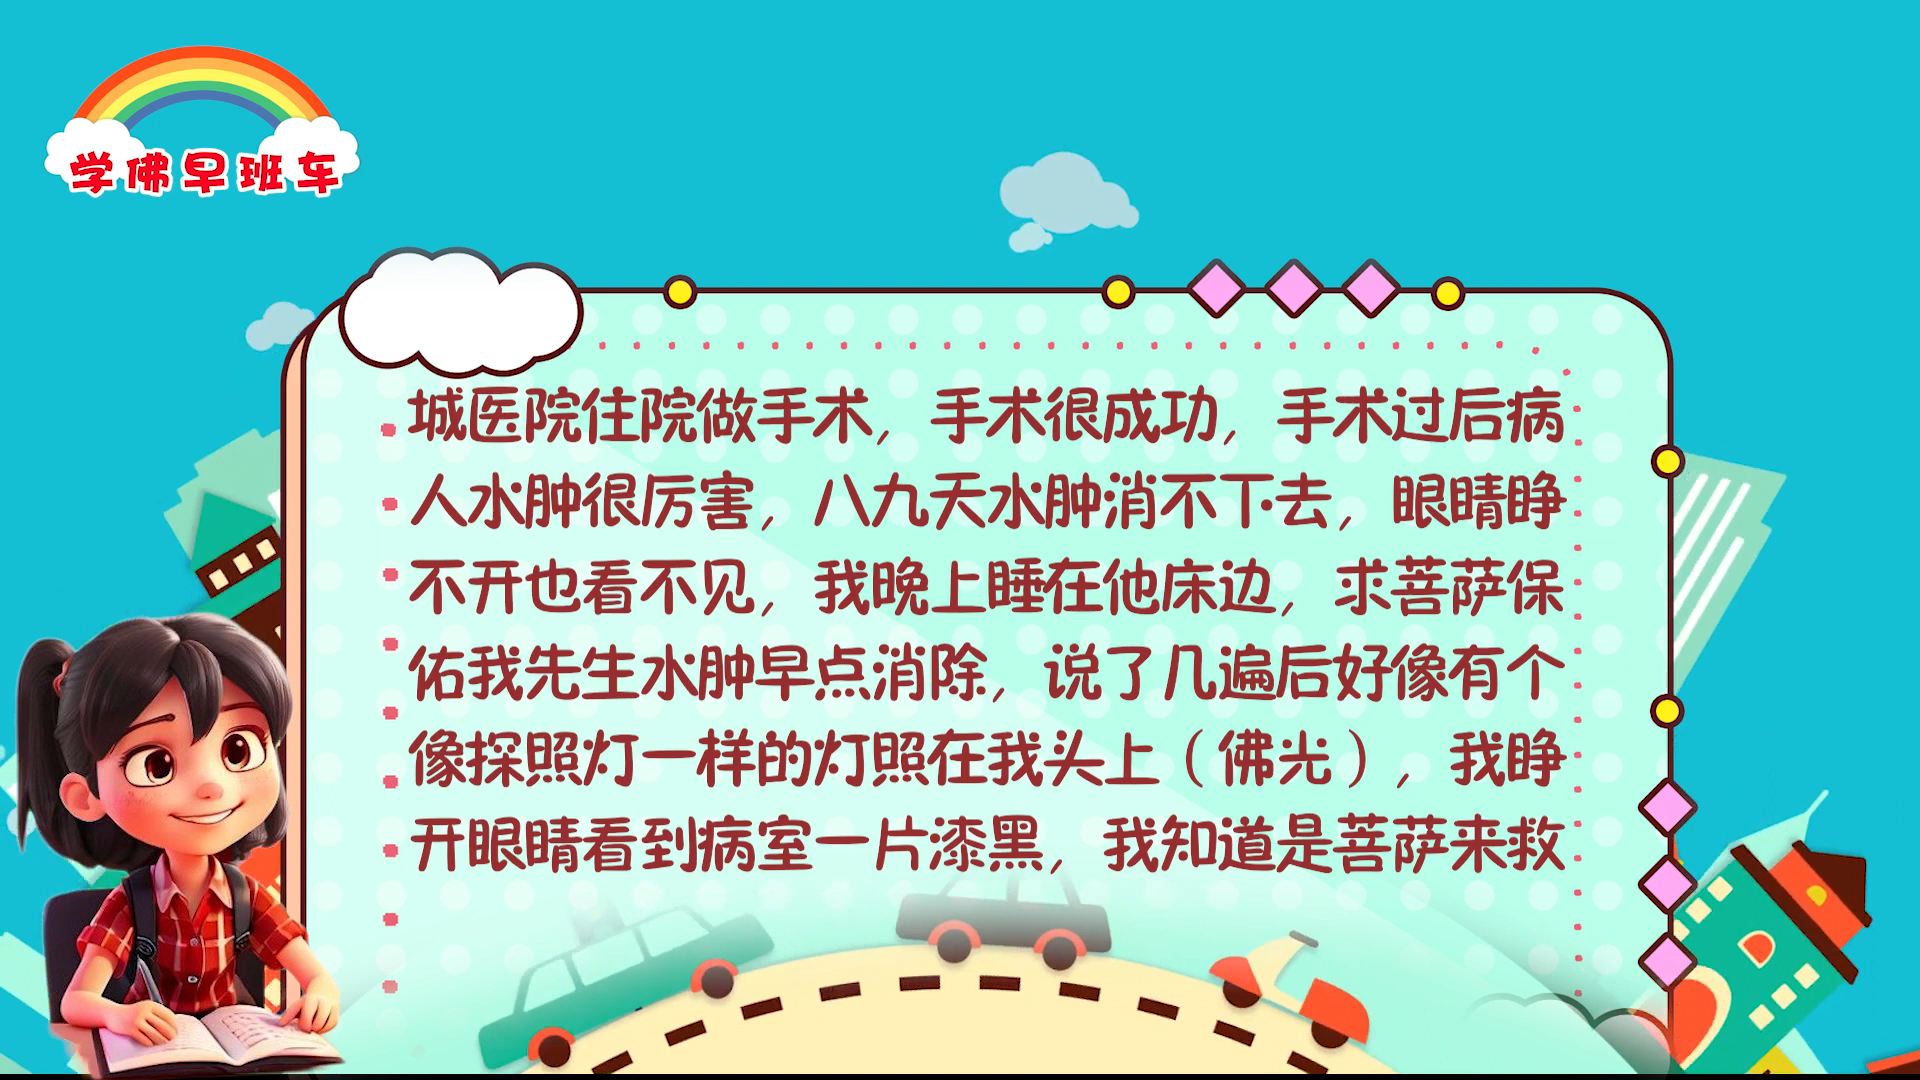 学佛早班车
城医院住院做手术，手术很成功，手术过后病
人水肿很厉害，八九天水肿消不下去，眼睛睁
不开也看不见，我晚上睡在他床边，求菩萨保
佑我先生水肿早点消除，说了几遍后好像有个
像探照灯一样的灯照在我头上（佛光），我睁
开眼睛看到病室一片漆黑，我知道是菩萨来救